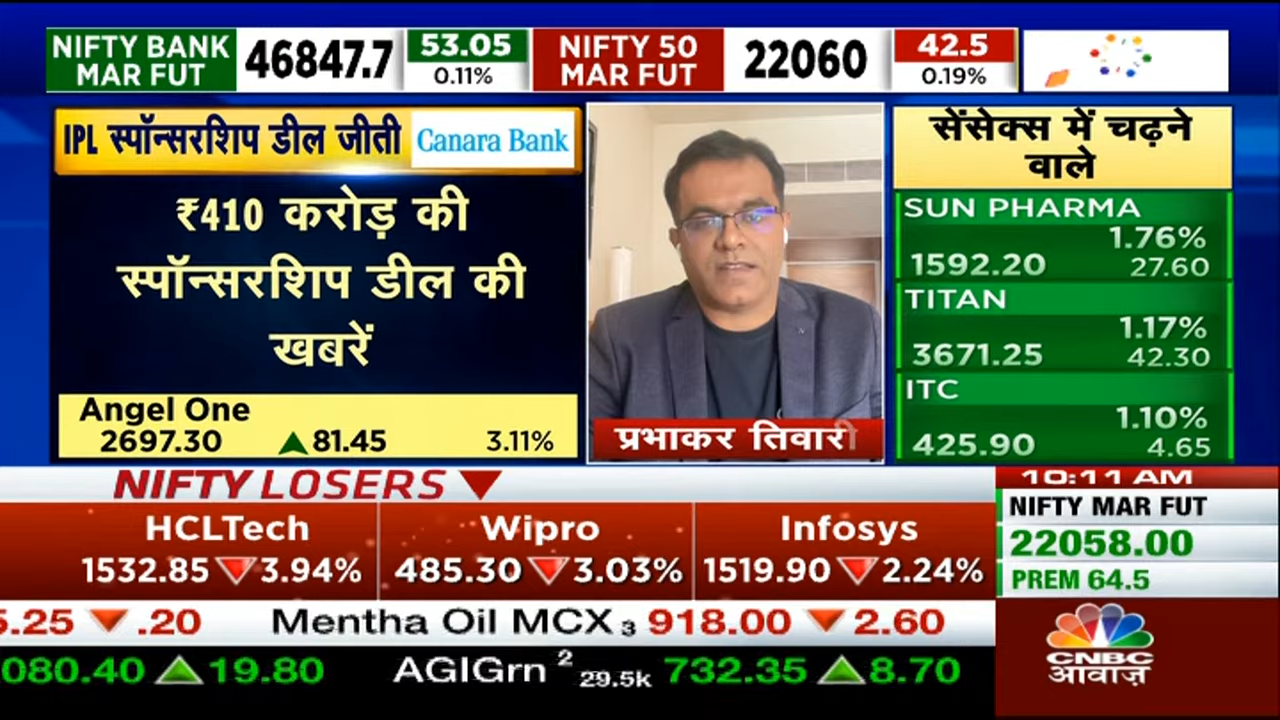 NIFTY BANK
MAR FUT
46847.7
53.05
0.11%
NIFTY 50
MAR FUT
22060
42.5
0.19%
IPL स्पॉन्सरशिप डील जीती
Canara Bank
₹410 करोड़ की
स्पॉन्सरशिप डील की
खबरें
Angel One
2697.30 ▲81.45 3.11%
प्रभाकर तिवारी
सेंसेक्स में चढ़ने
वाले
SUN PHARMA
1.76%
1592.20 27.60
TITAN
1.17%
3671.25 42.30
ITC
1.10%
425.90 4.65
NIFTY LOSERS ▼
HCLTech
1532.85 ▼ 3.94%
Wipro
485.30 ▼ 3.03%
Infosys
1519.90 ▼ 2.24%
10:11 AM
NIFTY MAR FUT
22058.00
PREM 64.5
5.25 ▼ .20 Mentha Oil MCX 3 918.00 ▼ 2.60
080.40 ▲ 19.80 AGIGrn 2 29.5k 732.35 ▲ 8.70
CNBC
आवाज़